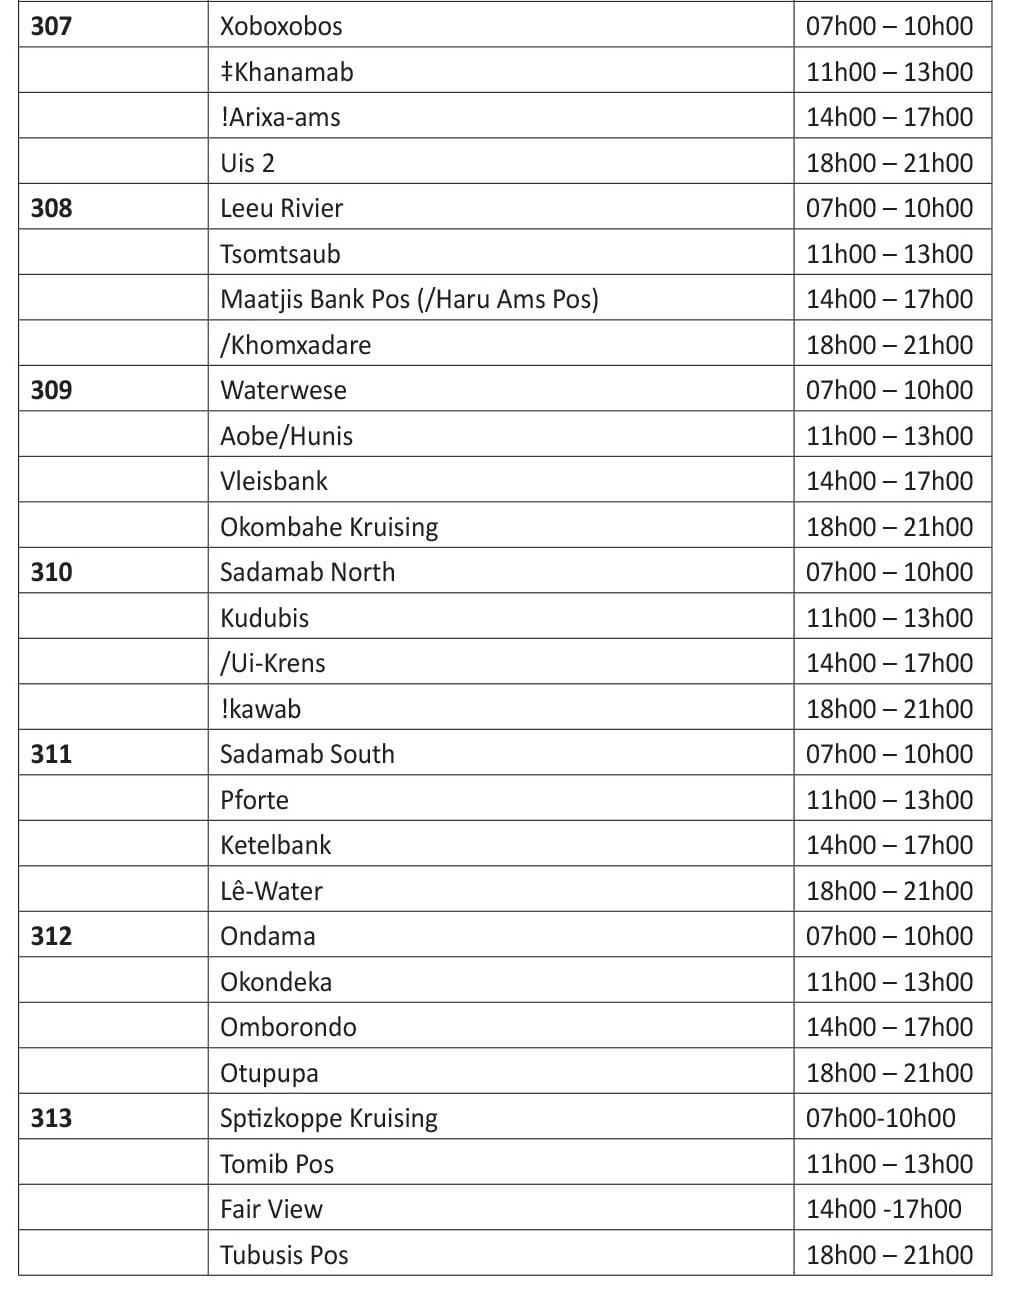 307 Xoboxobos 07h00 – 10h00
‡Khanamab 11h00 – 13h00
!Arixa-ams 14h00 – 17h00
Uis 2 18h00 – 21h00
308 Leeu Rivier 07h00 – 10h00
Tsomtsaub 11h00 – 13h00
Maatjis Bank Pos (/Haru Ams Pos) 14h00 – 17h00
/Khomxadare 18h00 – 21h00
309 Waterwese 07h00 – 10h00
Aobe/Hunis 11h00 – 13h00
Vleisbank 14h00 – 17h00
Okombahe Kruising 18h00 – 21h00
310 Sadamab North 07h00 – 10h00
Kudubis 11h00 – 13h00
/Ui-Krens 14h00 – 17h00
!kawab 18h00 – 21h00
311 Sadamab South 07h00 – 10h00
Pforte 11h00 – 13h00
Ketelbank 14h00 – 17h00
Lê-Water 18h00 – 21h00
312 Ondama 07h00 – 10h00
Okondeka 11h00 – 13h00
Omborondo 14h00 – 17h00
Otupupa 18h00 – 21h00
313 Sptizkoppe Kruising 07h00-10h00
Tomib Pos 11h00 – 13h00
Fair View 14h00 -17h00
Tubusis Pos 18h00 – 21h00